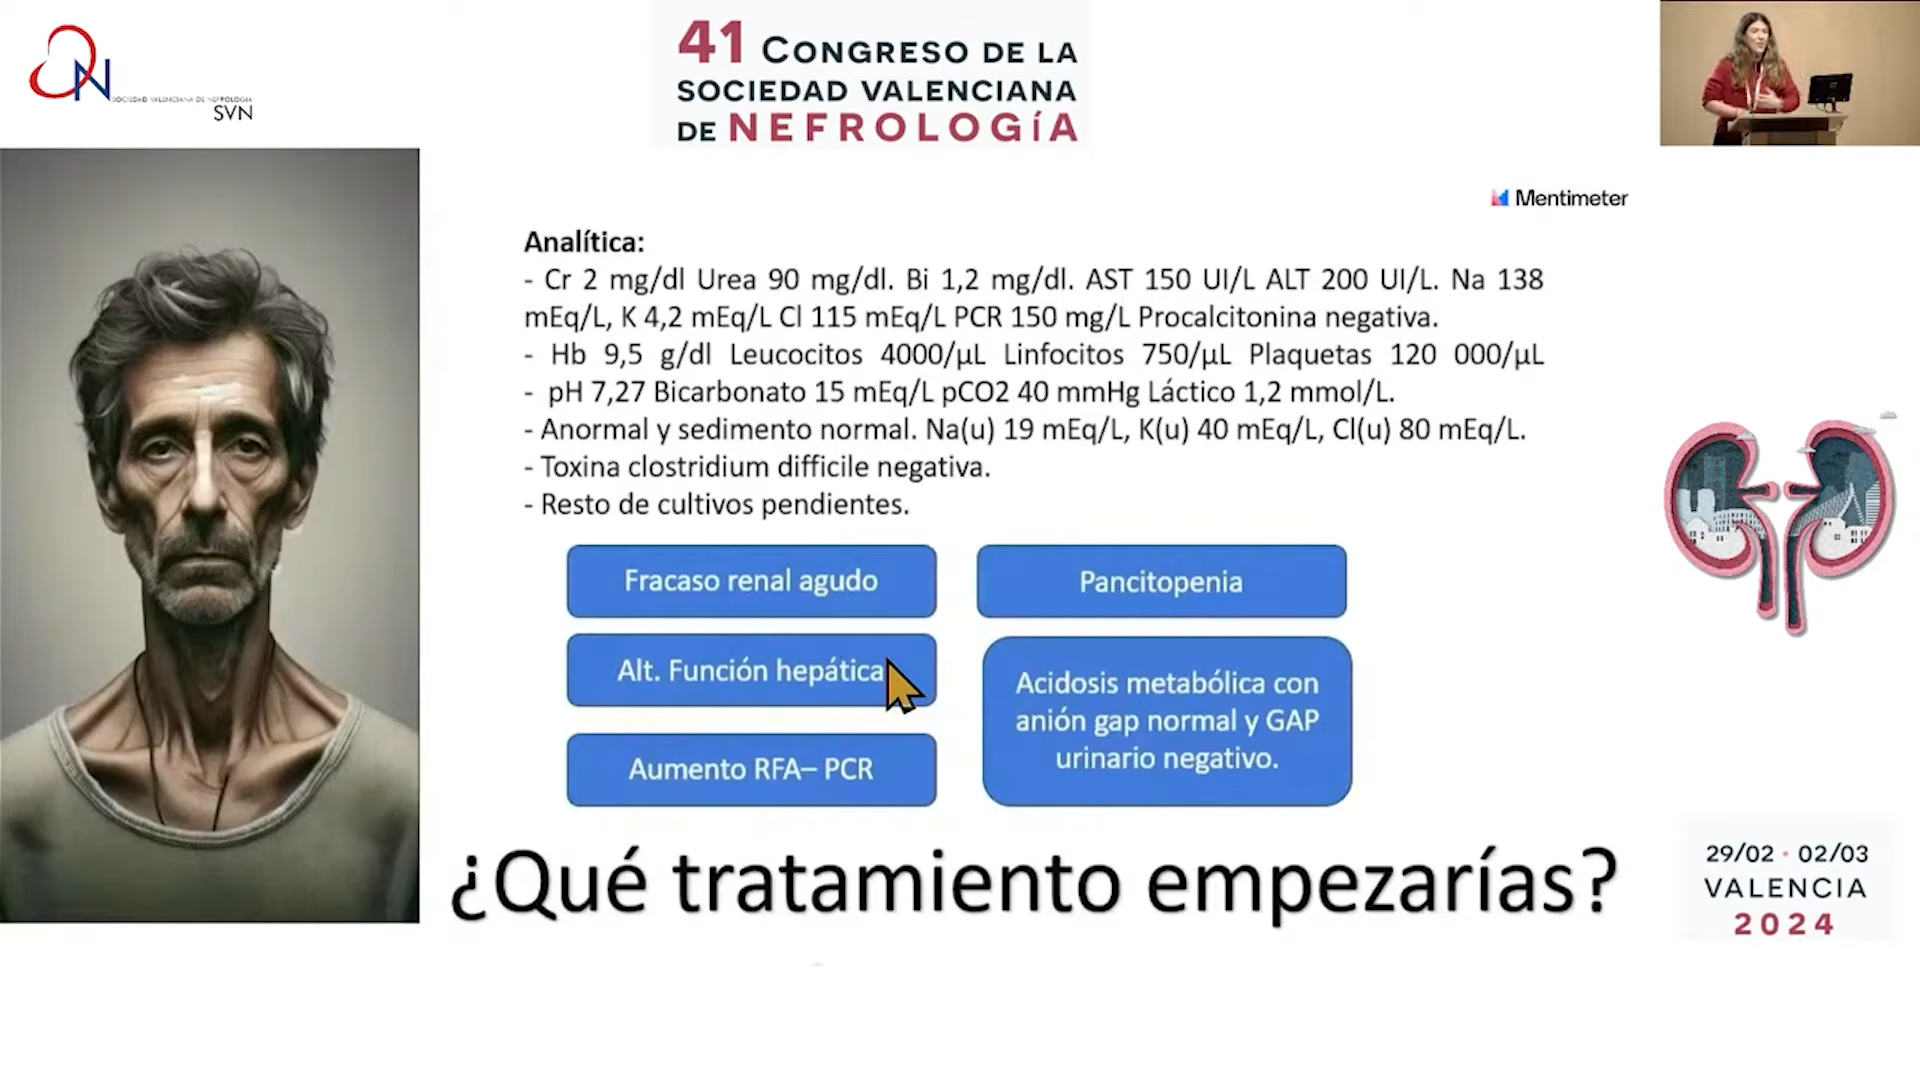 SOCIEDAD VALENCIANA DE NEFROLOGÍA
SVN
41 CONGRESO DE LA
SOCIEDAD VALENCIANA
DE NEFROLOGÍA
Mentimeter
Analítica:
- Cr 2 mg/dl Urea 90 mg/dl. Bi 1,2 mg/dl. AST 150 UI/L ALT 200 UI/L. Na 138
mEq/L, K 4,2 mEq/L Cl 115 mEq/L PCR 150 mg/L Procalcitonina negativa.
- Hb 9,5 g/dl Leucocitos 4000/µL Linfocitos 750/µL Plaquetas 120 000/µL
- pH 7,27 Bicarbonato 15 mEq/L pCO2 40 mmHg Láctico 1,2 mmol/L.
- Anormal y sedimento normal. Na(u) 19 mEq/L, K(u) 40 mEq/L, Cl(u) 80 mEq/L.
- Toxina clostridium difficile negativa.
- Resto de cultivos pendientes.
Fracaso renal agudo
Pancitopenia
Alt. Función hepática
Acidosis metabólica con
anión gap normal y GAP
urinario negativo.
Aumento RFA– PCR
¿Qué tratamiento empezarías?
29/02 · 02/03
VALENCIA
2024